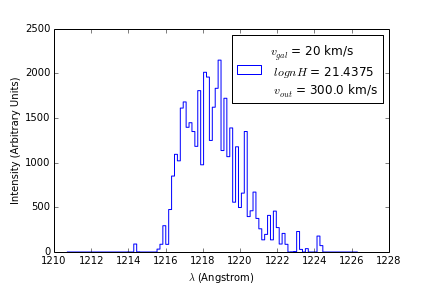 2500
2000
1500
1000
500
0
Intensity (Arbitrary Units)
v_gal = 20 km/s
lognH = 21.4375
v_out = 300.0 km/s
1210 1212 1214 1216 1218 1220 1222 1224 1226 1228
λ (Angstrom)